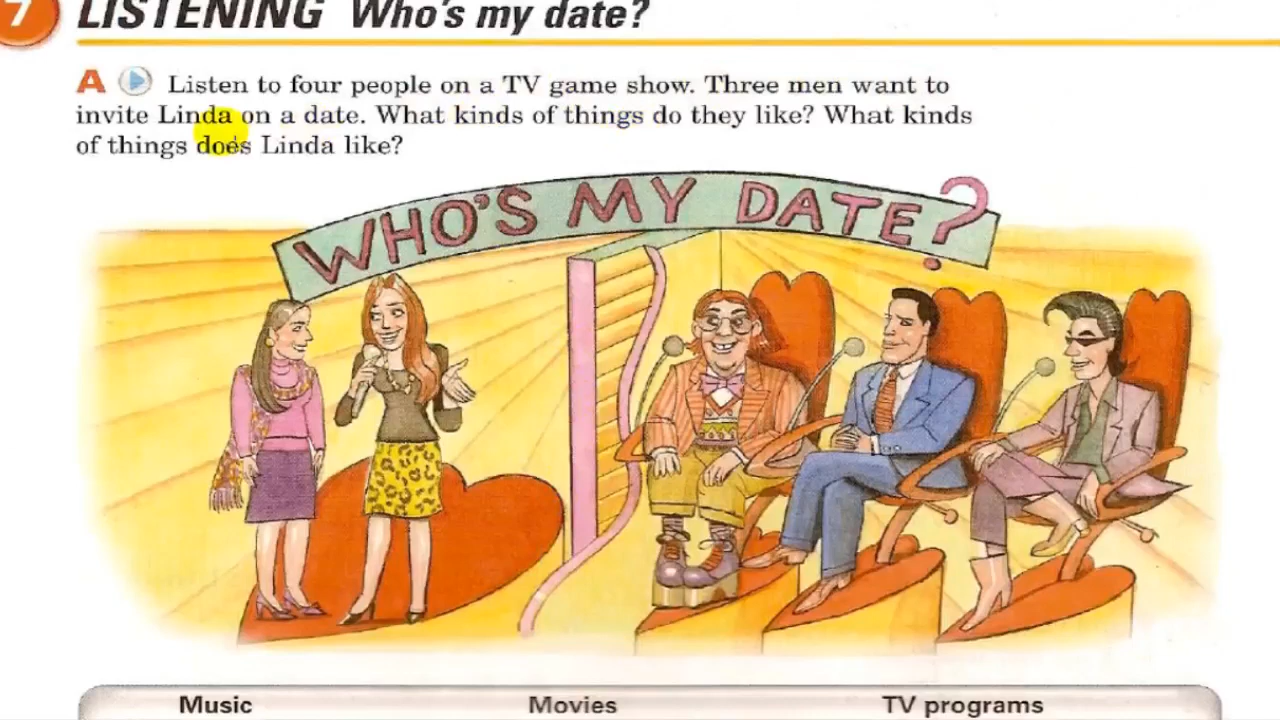 7 LISTENING Who's my date?
A Listen to four people on a TV game show. Three men want to
invite Linda on a date. What kinds of things do they like? What kinds
of things does Linda like?
WHO'S MY DATE?
Music Movies TV programs